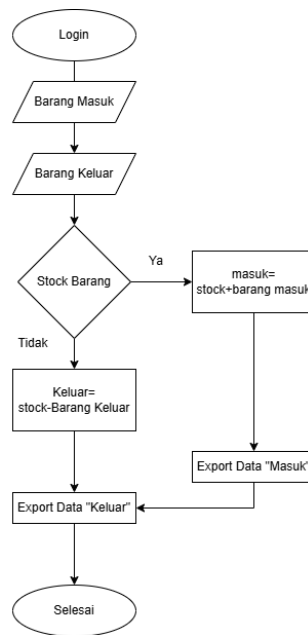 Login
Barang Masuk
Barang Keluar
Stock Barang
Ya
masuk=
stock+barang masuk
Tidak
Keluar=
stock-Barang Keluar
Export Data "Masuk"
Export Data "Keluar"
Selesai